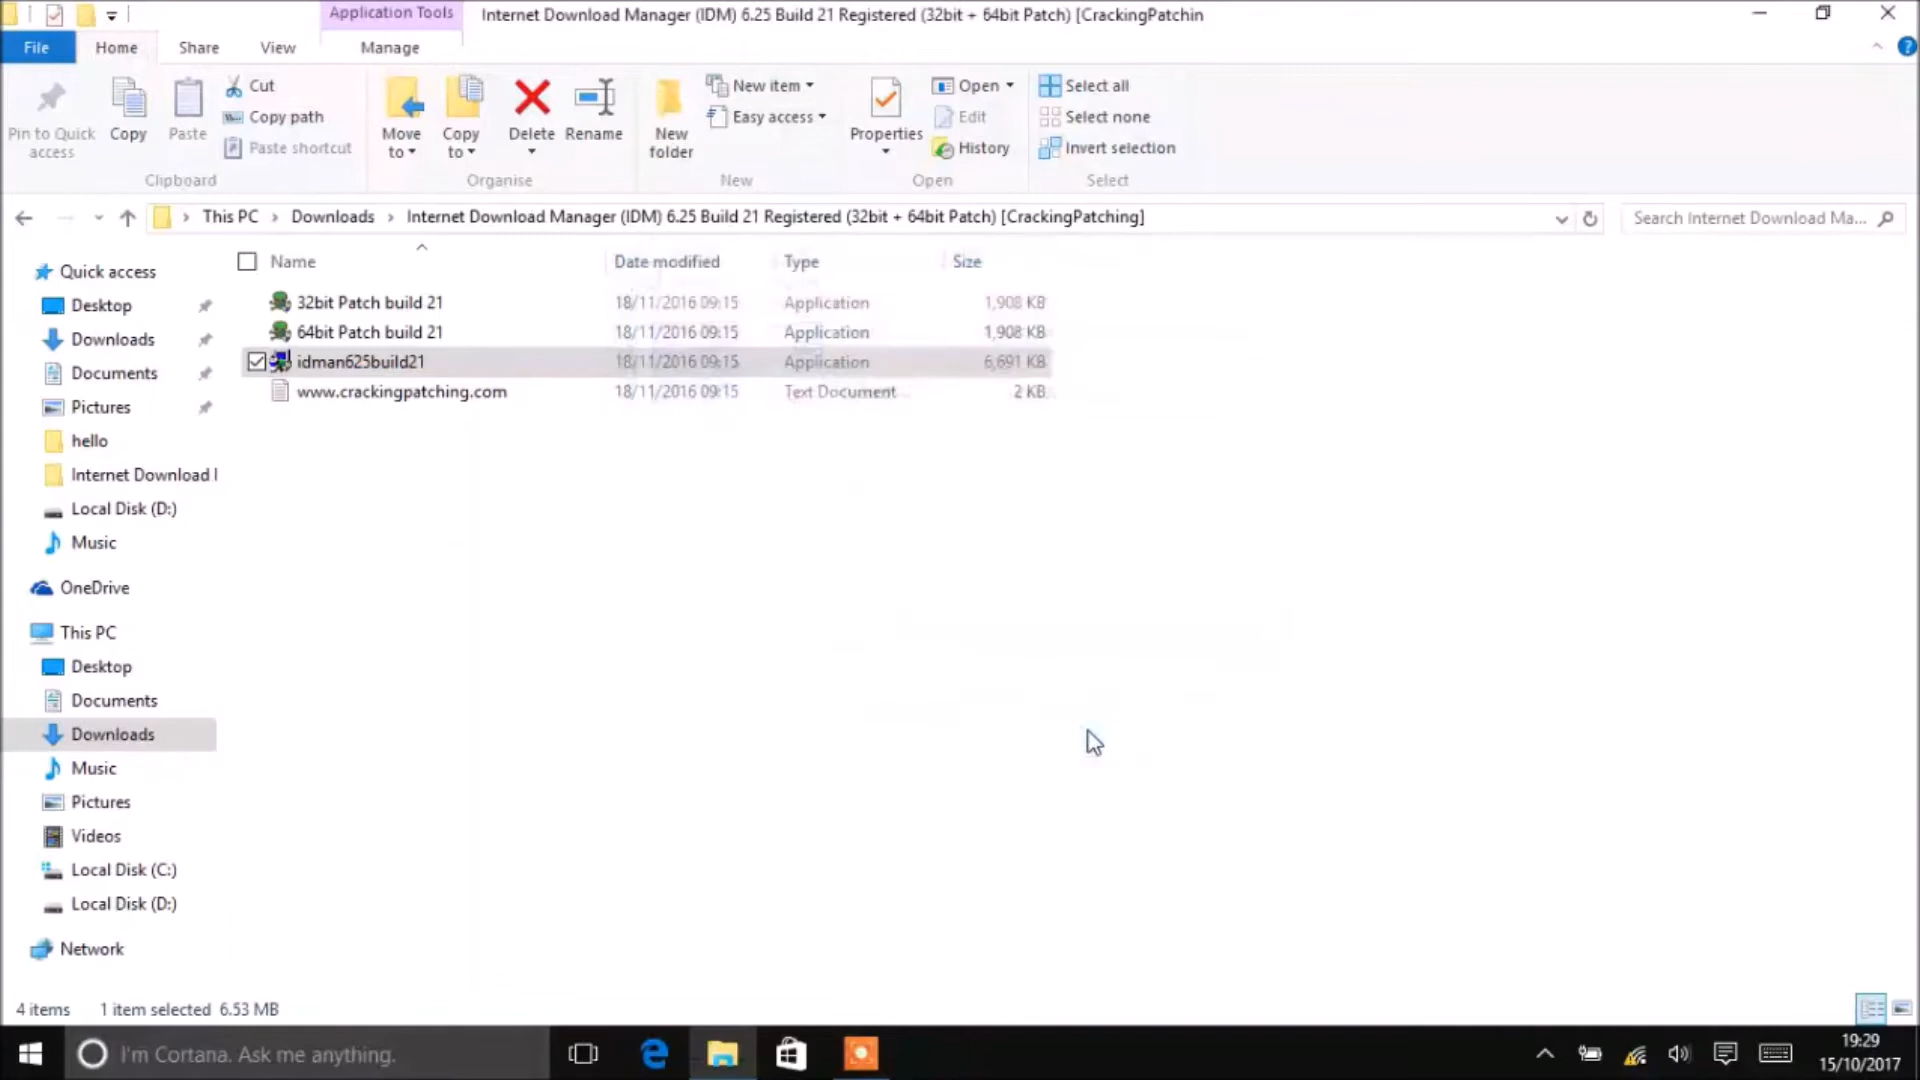 Application Tools
Internet Download Manager (IDM) 6.25 Build 21 Registered (32bit + 64bit Patch) [CrackingPatchin
File
Home
Share
View
Manage
Pin to Quick access
Copy
Paste
Cut
Copy path
Paste shortcut
Clipboard
Move to
Copy to
Delete
Rename
Organise
New folder
New item
Easy access
New
Properties
Open
Edit
History
Open
Select all
Select none
Invert selection
Select
This PC > Downloads > Internet Download Manager (IDM) 6.25 Build 21 Registered (32bit + 64bit Patch) [CrackingPatching]
Search Internet Download Ma...
Name Date modified Type Size
32bit Patch build 21 18/11/2016 09:15 Application 1,908 KB
64bit Patch build 21 18/11/2016 09:15 Application 1,908 KB
idman625build21 18/11/2016 09:15 Application 6,691 KB
www.crackingpatching.com 18/11/2016 09:15 Text Document 2 KB
Quick access
Desktop
Downloads
Documents
Pictures
hello
Internet Download I
Local Disk (D:)
Music
OneDrive
This PC
Desktop
Documents
Downloads
Music
Pictures
Videos
Local Disk (C:)
Local Disk (D:)
Network
4 items 1 item selected 6.53 MB
I'm Cortana. Ask me anything.
19:29
15/10/2017